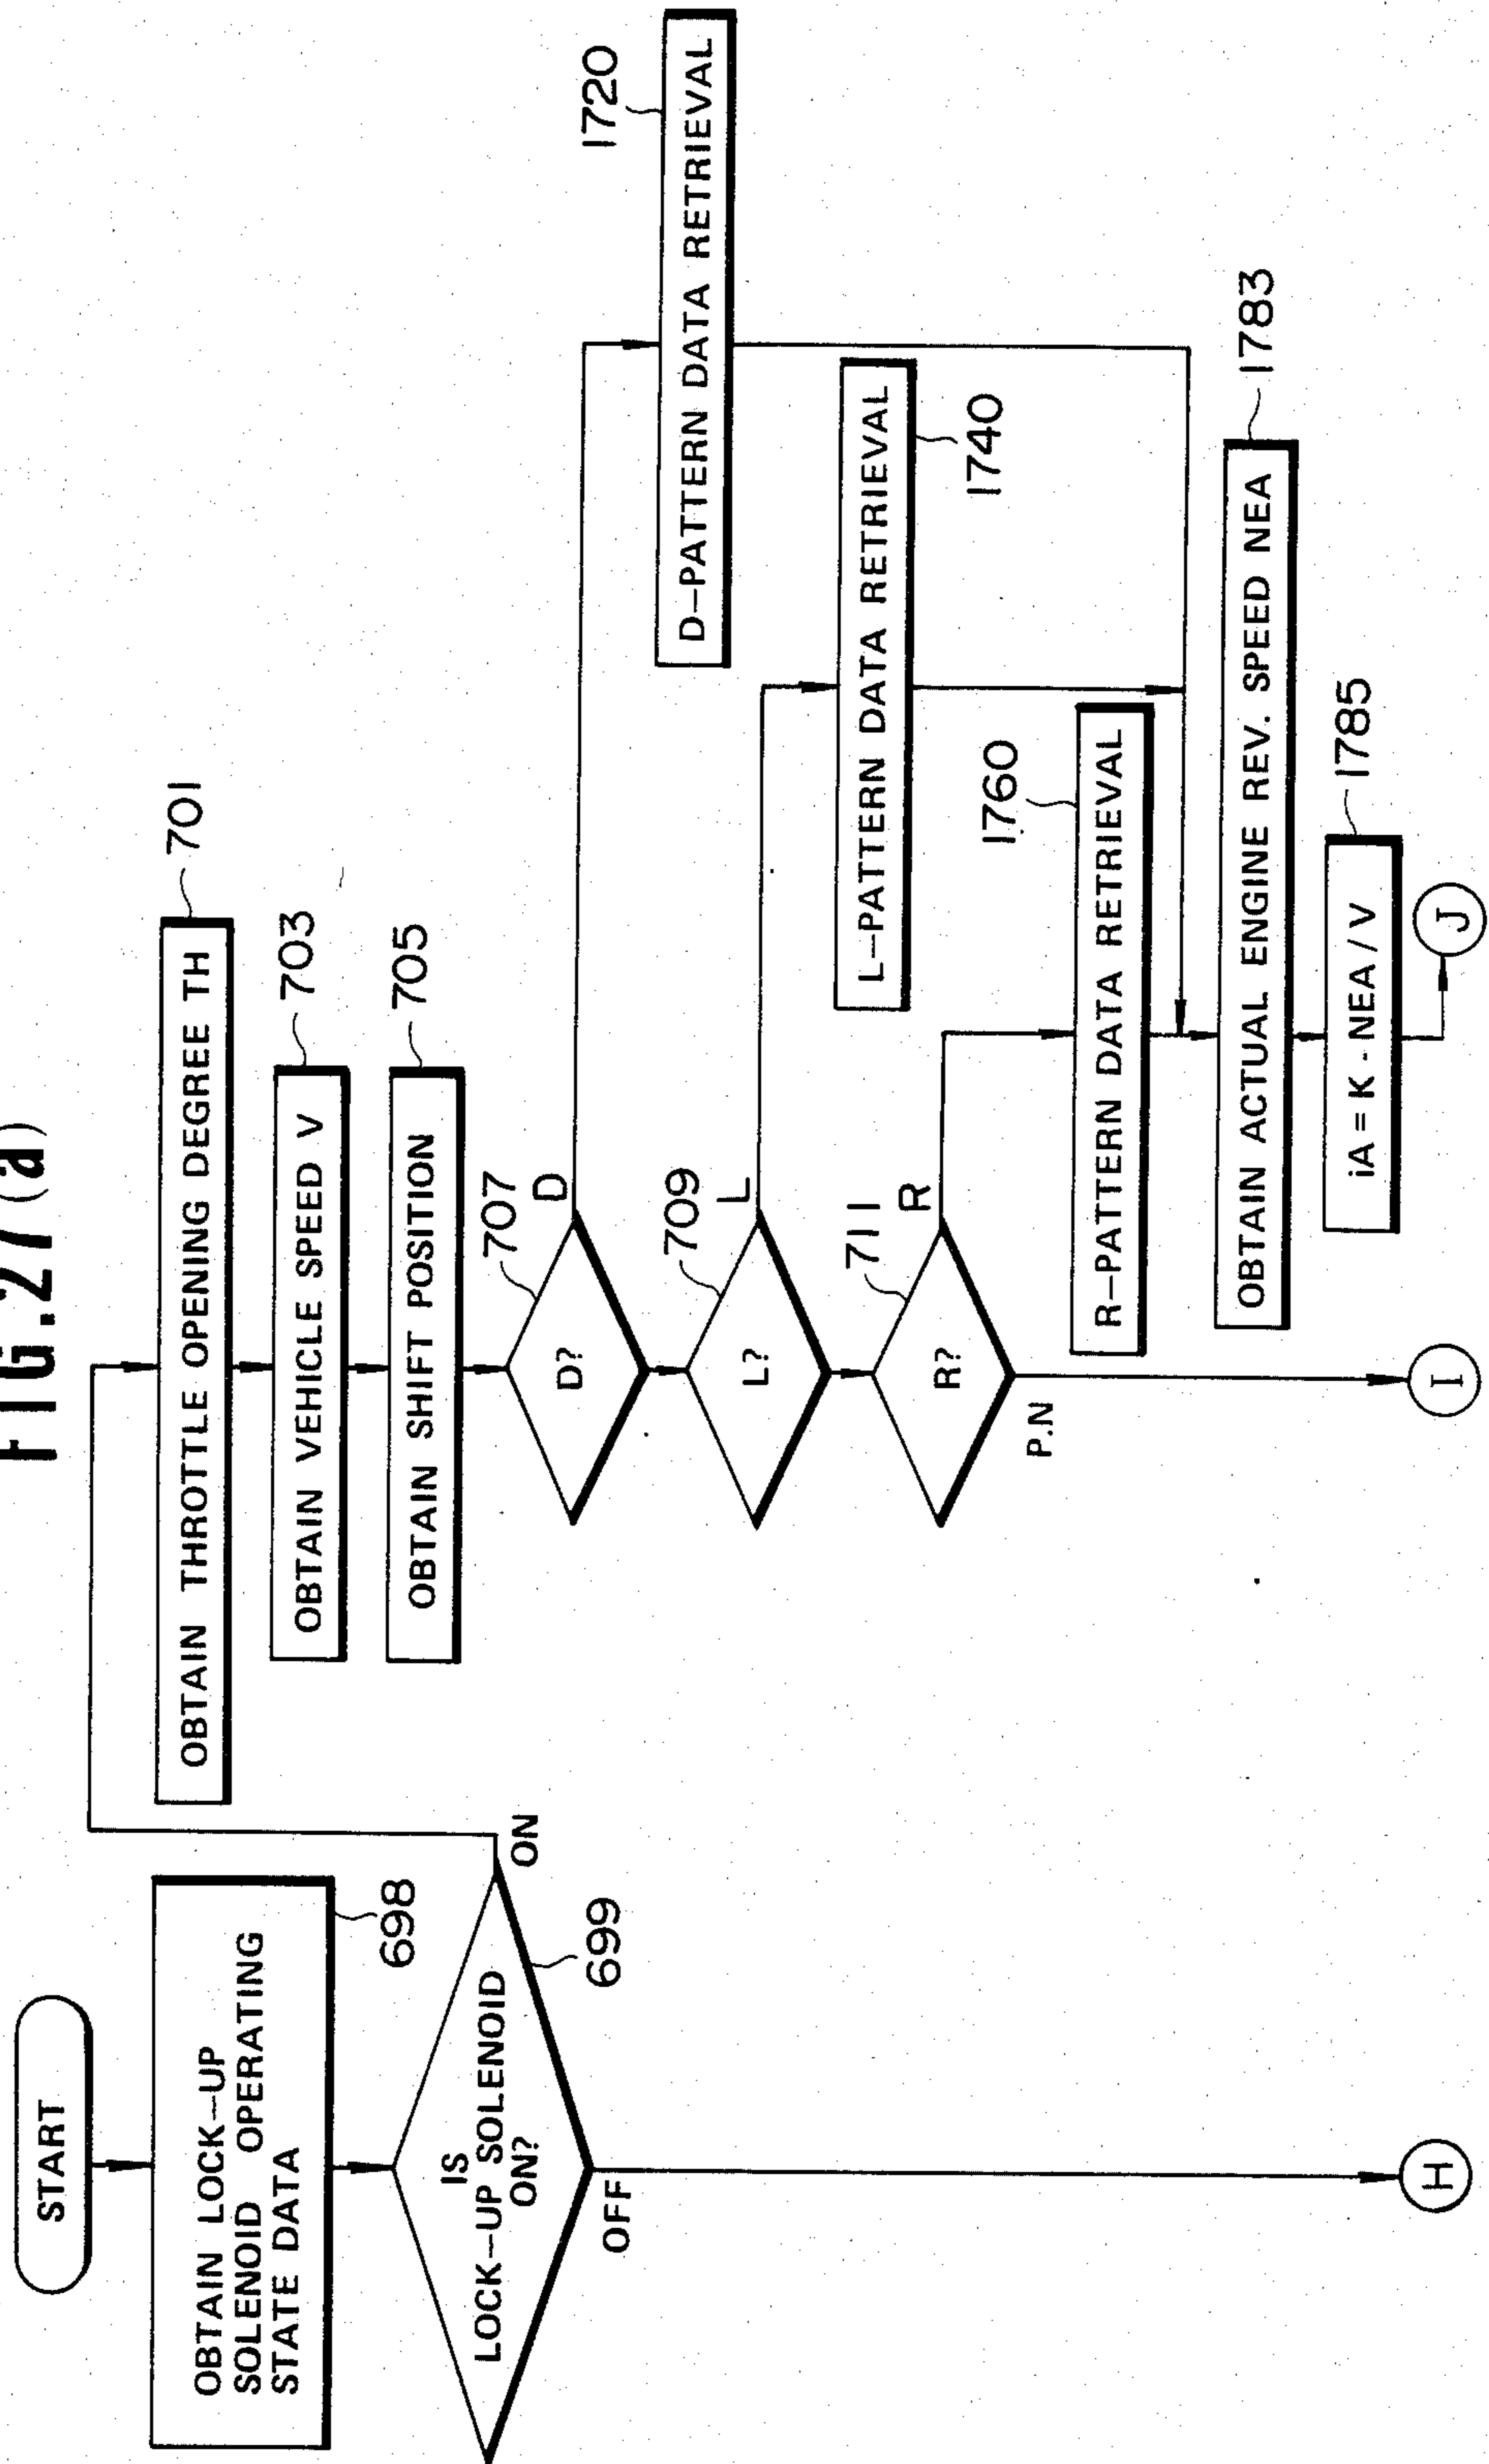 FIG.27(a)
START
OBTAIN LOCK-UP
SOLENOID OPERATING
STATE DATA
698
IS
LOCK-UP SOLENOID
ON?
699
ON
OFF
H
OBTAIN THROTTLE OPENING DEGREE TH
701
OBTAIN VEHICLE SPEED V
703
OBTAIN SHIFT POSITION
705
D?
707
D
L?
709
L
R?
711
R
P.N
I
D-PATTERN DATA RETRIEVAL
1720
L-PATTERN DATA RETRIEVAL
1740
R-PATTERN DATA RETRIEVAL
1760
OBTAIN ACTUAL ENGINE REV. SPEED NEA
1783
iA = K - NEA / V
1785
J